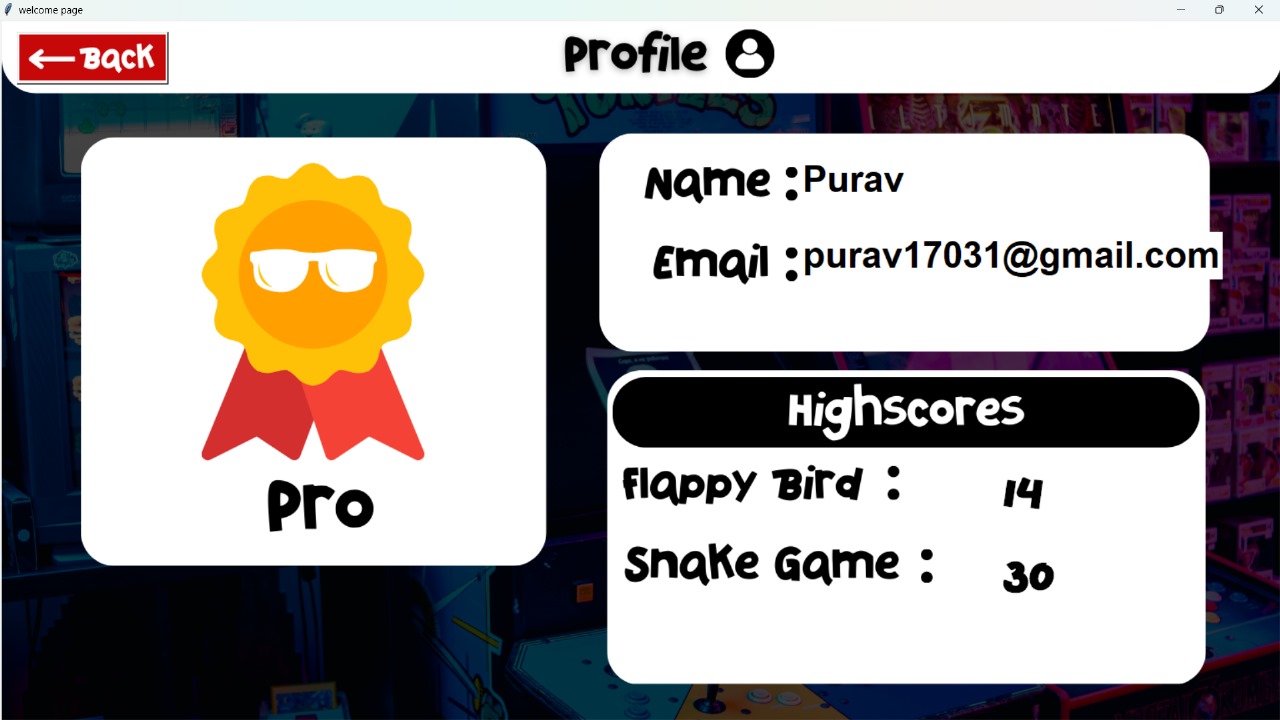 welcome page
← Back
Profile
Pro
Name : Purav
Email : purav17031@gmail.com
Highscores
Flappy Bird : 14
Snake Game : 30